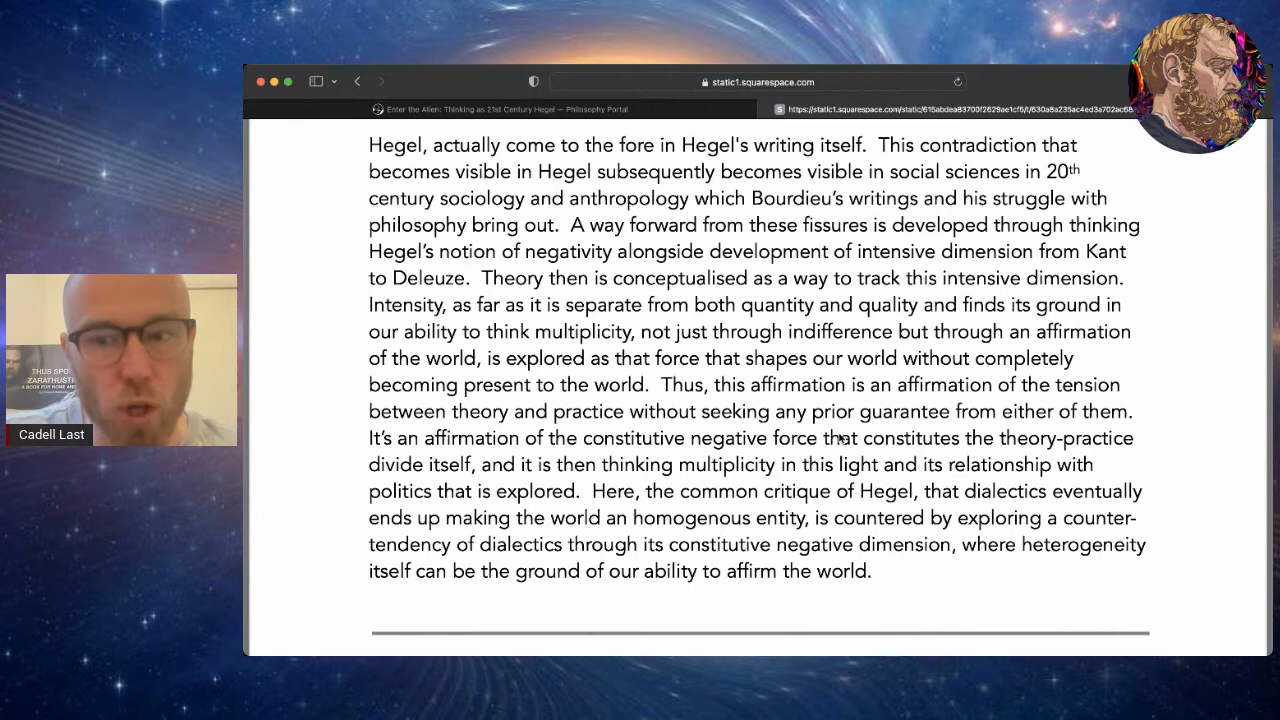 static1.squarespace.com
Enter the Alien: Thinking as 21st Century Hegel — Philosophy Portal
https://static1.squarespace.com/static/
Hegel, actually come to the fore in Hegel's writing itself. This contradiction that
becomes visible in Hegel subsequently becomes visible in social sciences in 20th
century sociology and anthropology which Bourdieu's writings and his struggle with
philosophy bring out. A way forward from these fissures is developed through thinking
Hegel's notion of negativity alongside development of intensive dimension from Kant
to Deleuze. Theory then is conceptualised as a way to track this intensive dimension.
Intensity, as far as it is separate from both quantity and quality and finds its ground in
our ability to think multiplicity, not just through indifference but through an affirmation
of the world, is explored as that force that shapes our world without completely
becoming present to the world. Thus, this affirmation is an affirmation of the tension
between theory and practice without seeking any prior guarantee from either of them.
It's an affirmation of the constitutive negative force that constitutes the theory-practice
divide itself, and it is then thinking multiplicity in this light and its relationship with
politics that is explored. Here, the common critique of Hegel, that dialectics eventually
ends up making the world an homogenous entity, is countered by exploring a counter-
tendency of dialectics through its constitutive negative dimension, where heterogeneity
itself can be the ground of our ability to affirm the world.
THUS SPO
ZARATHUST
A BOOK FOR NONE AN
Cadell Last